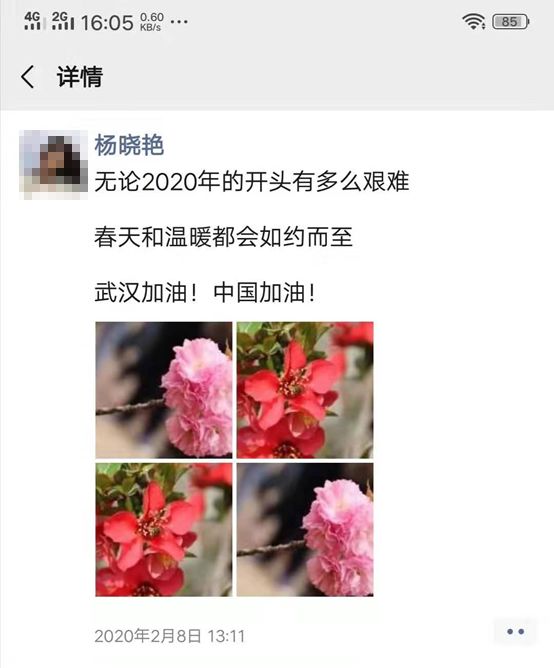 4G 2G 16:05 0.60 KB/s ... 85
详情
杨晓艳
无论2020年的开头有多么艰难
春天和温暖都会如约而至
武汉加油！中国加油！
2020年2月8日 13:11